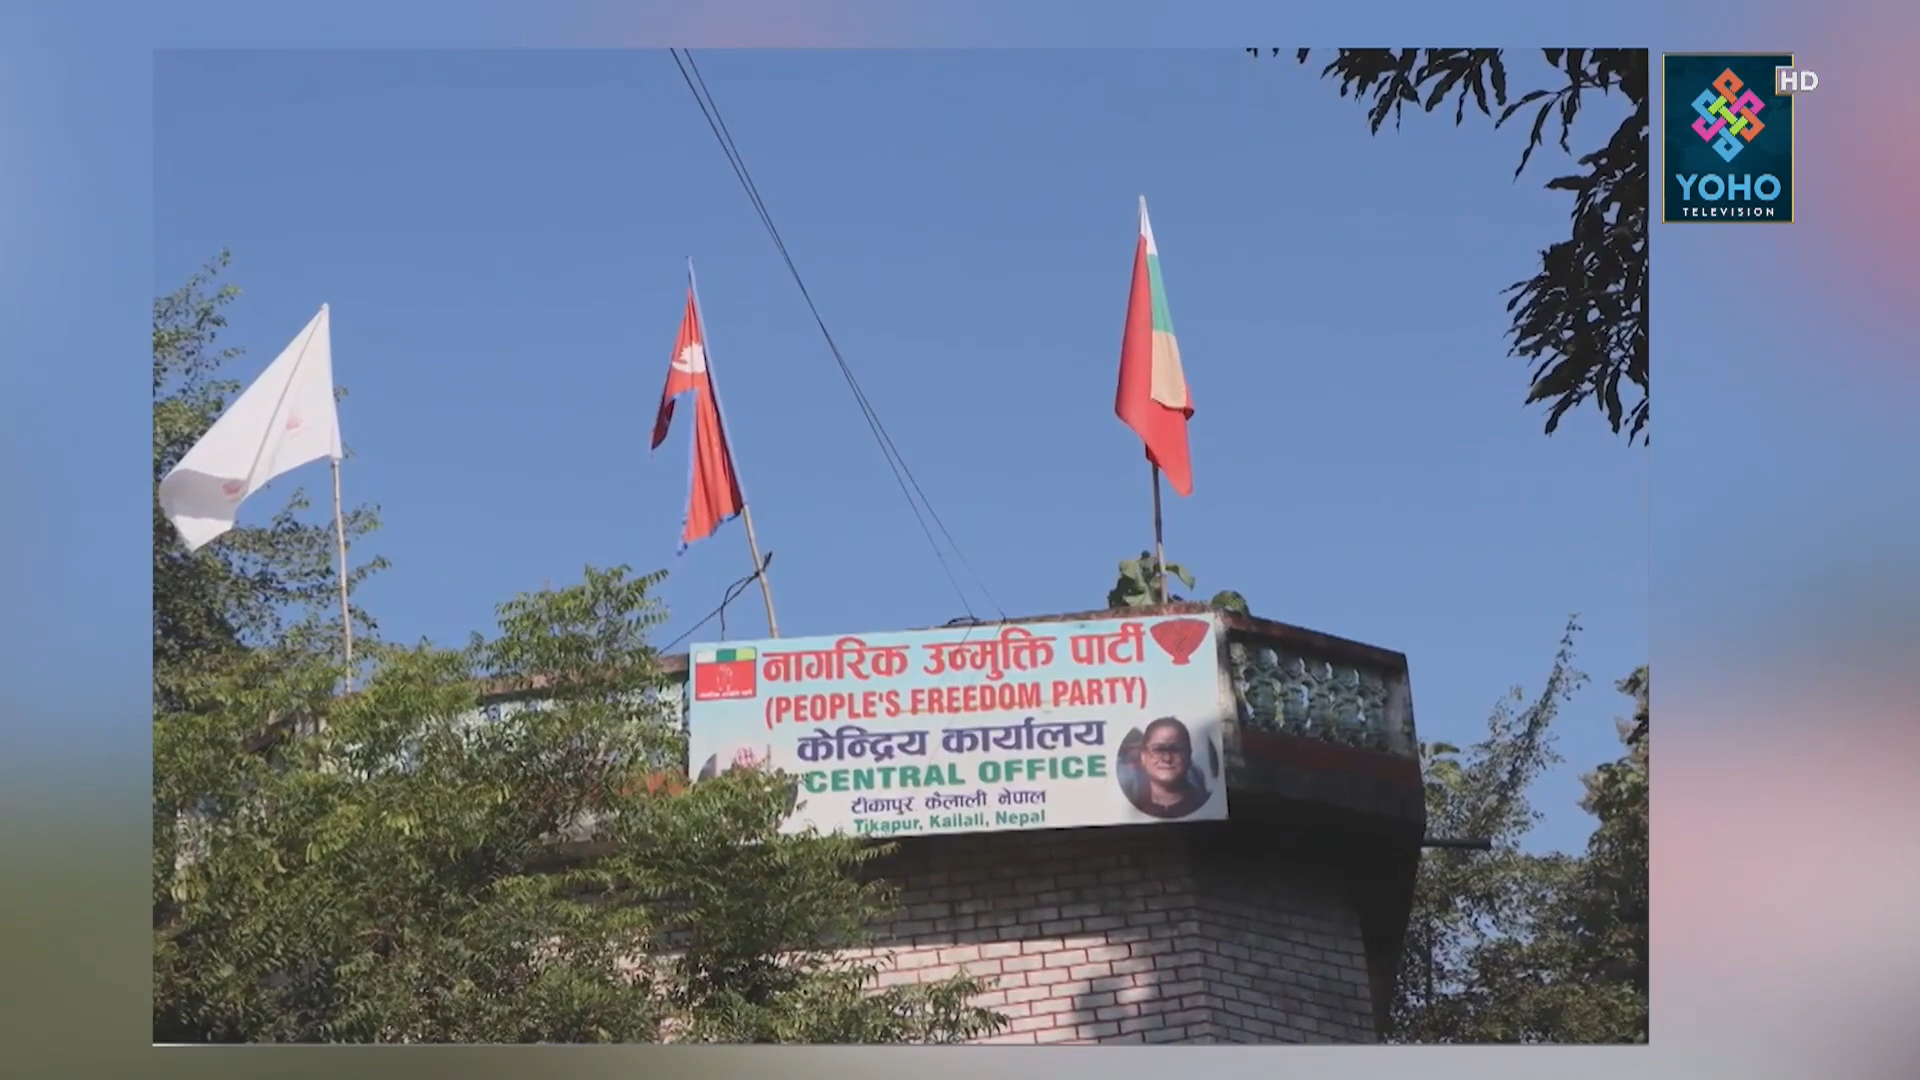 HD
YOHO
TELEVISION
नागरिक उन्मुक्ति पार्टी
(PEOPLE'S FREEDOM PARTY)
केन्द्रिय कार्यालय
CENTRAL OFFICE
टीकापुर कैलाली नेपाल
Tikapur, Kailali, Nepal